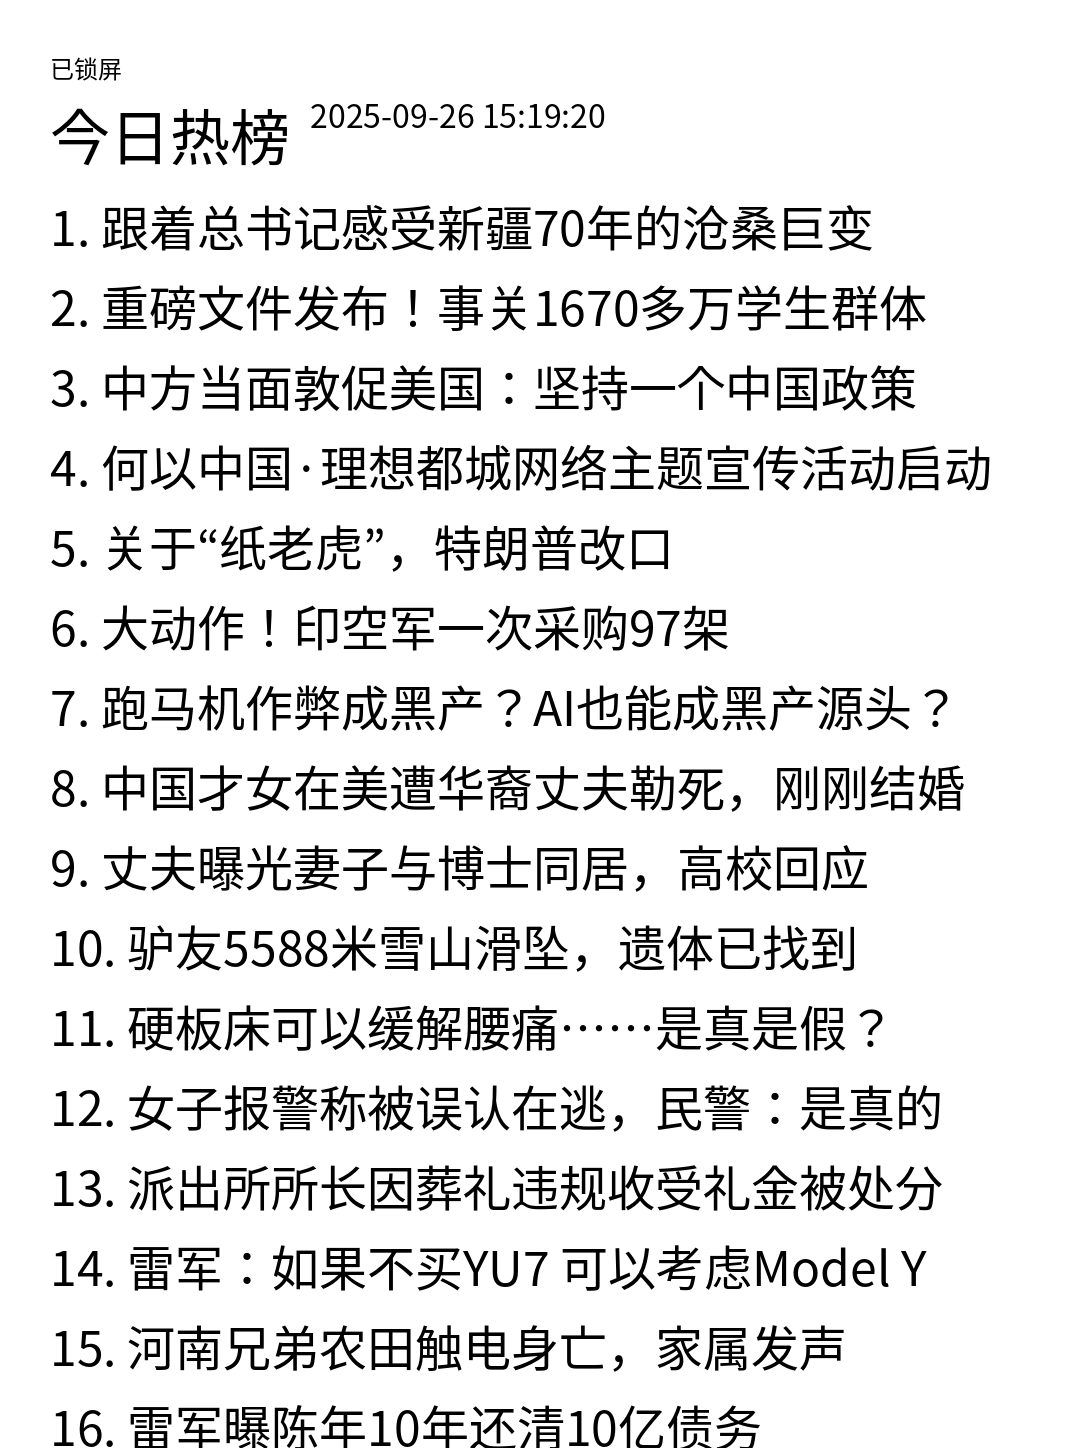 已锁屏
今日热榜 2025-09-26 15:19:20
1. 跟着总书记感受新疆70年的沧桑巨变
2. 重磅文件发布！事关1670多万学生群体
3. 中方当面敦促美国：坚持一个中国政策
4. 何以中国·理想都城网络主题宣传活动启动
5. 关于“纸老虎”，特朗普改口
6. 大动作！印空军一次采购97架
7. 跑马机作弊成黑产？AI也能成黑产源头？
8. 中国才女在美遭华裔丈夫勒死，刚刚结婚
9. 丈夫曝光妻子与博士同居，高校回应
10. 驴友5588米雪山滑坠，遗体已找到
11. 硬板床可以缓解腰痛……是真是假？
12. 女子报警称被误认在逃，民警：是真的
13. 派出所所长因葬礼违规收受礼金被处分
14. 雷军：如果不买YU7 可以考虑Model Y
15. 河南兄弟农田触电身亡，家属发声
16. 雷军曝陈年10年还清10亿债务